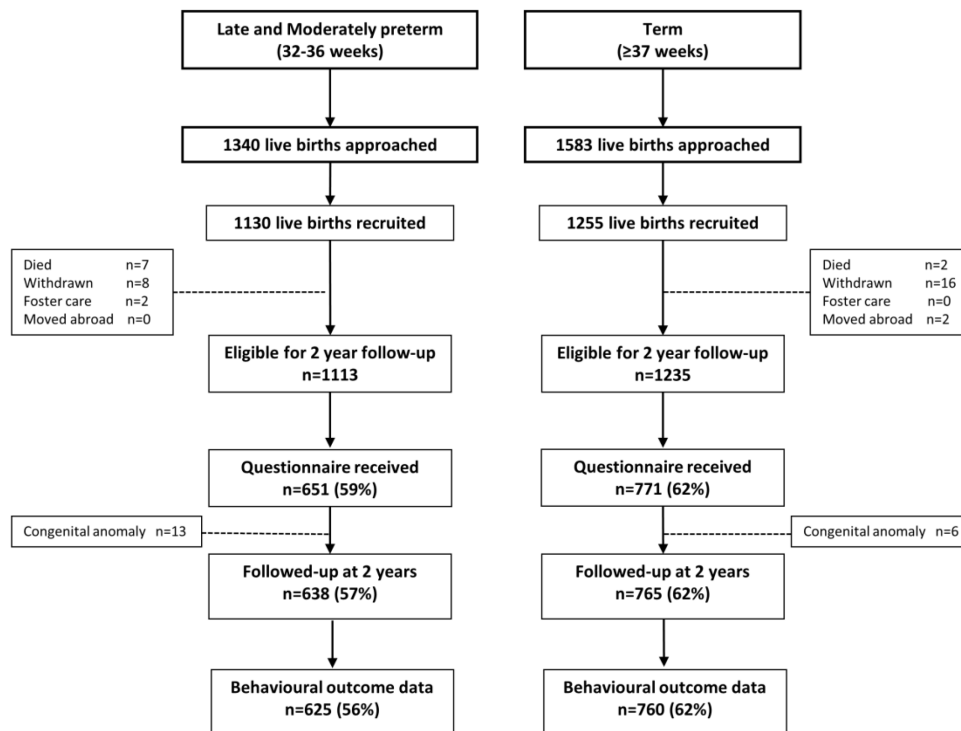 Late and Moderately preterm
(32-36 weeks)
Term
(≥37 weeks)
1340 live births approached
1583 live births approached
1130 live births recruited
1255 live births recruited
Died n=7
Withdrawn n=8
Foster care n=2
Moved abroad n=0
Died n=2
Withdrawn n=16
Foster care n=0
Moved abroad n=2
Eligible for 2 year follow-up
n=1113
Eligible for 2 year follow-up
n=1235
Questionnaire received
n=651 (59%)
Questionnaire received
n=771 (62%)
Congenital anomaly n=13
Congenital anomaly n=6
Followed-up at 2 years
n=638 (57%)
Followed-up at 2 years
n=765 (62%)
Behavioural outcome data
n=625 (56%)
Behavioural outcome data
n=760 (62%)